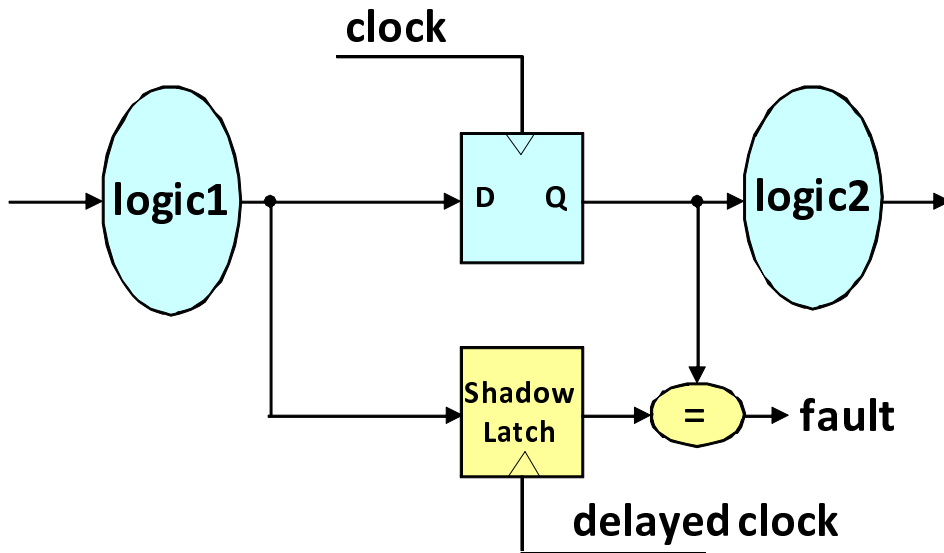 clock
logic1
D Q
logic2
Shadow
Latch
=
fault
delayed clock